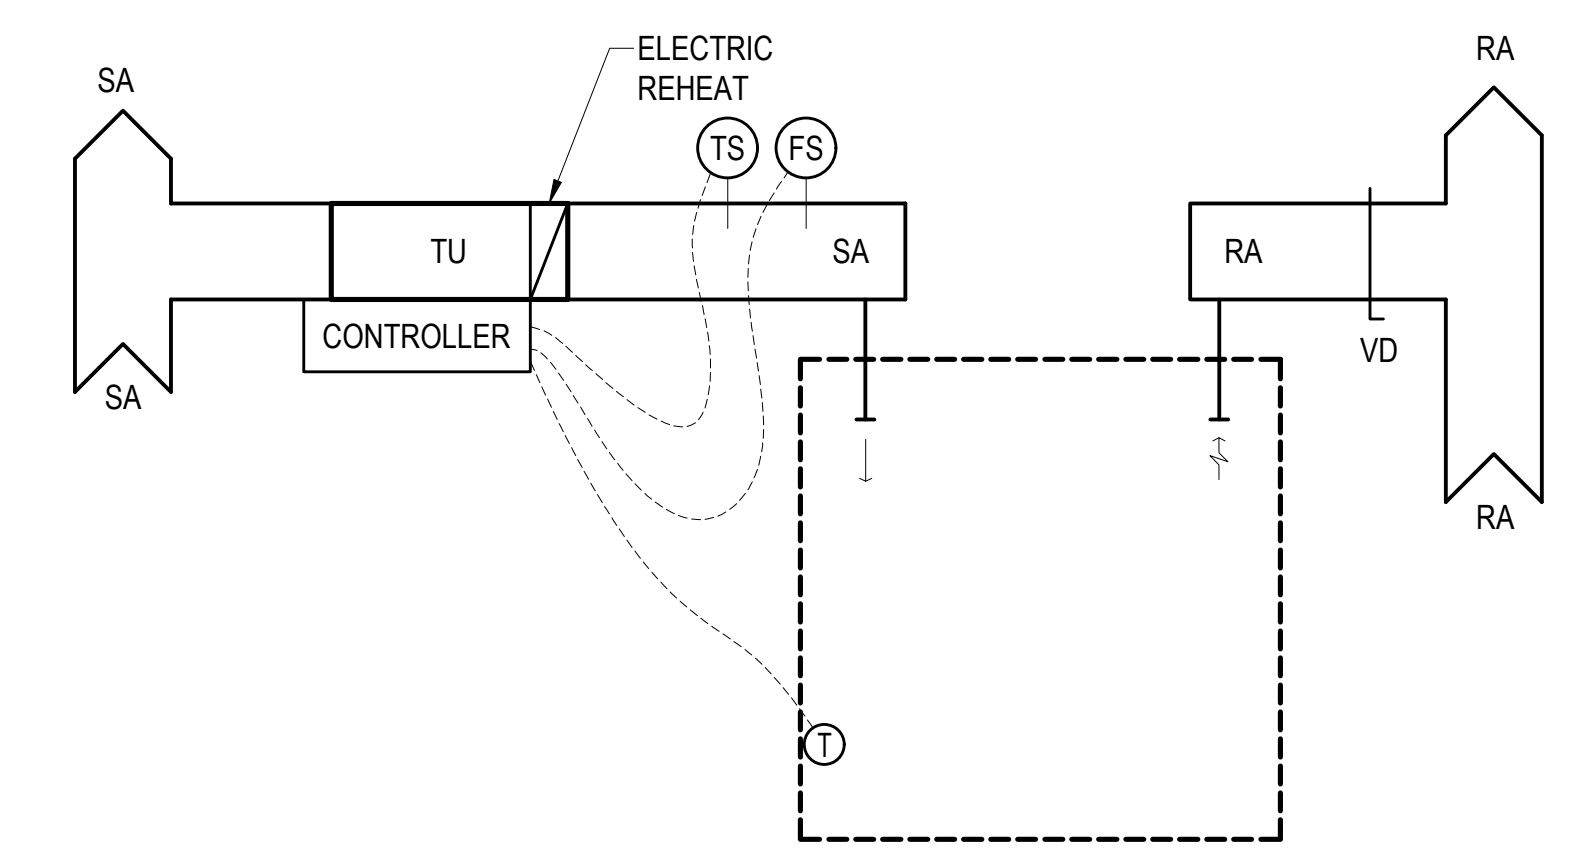 ELECTRIC
REHEAT
RA
SA
TS
FS
TU
SA
RA
CONTROLLER
VD
SA
RA
T